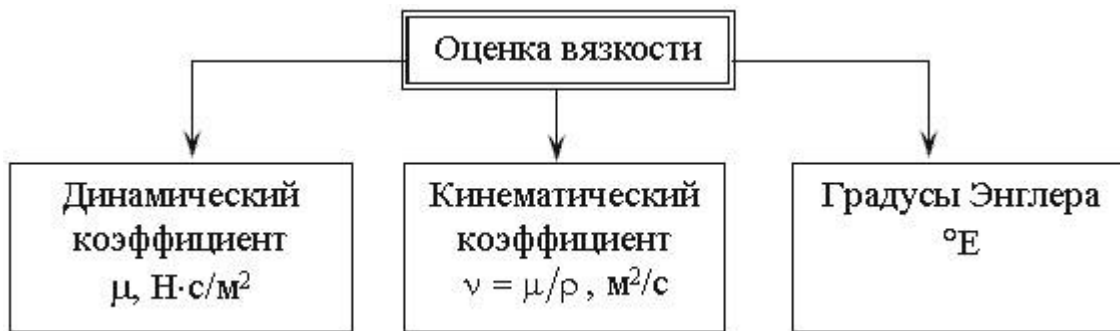 Оценка вязкости
Динамический
коэффициент
μ, Н·с/м²
Кинематический
коэффициент
ν = μ/ρ , м²/с
Градусы Энглера
°Е